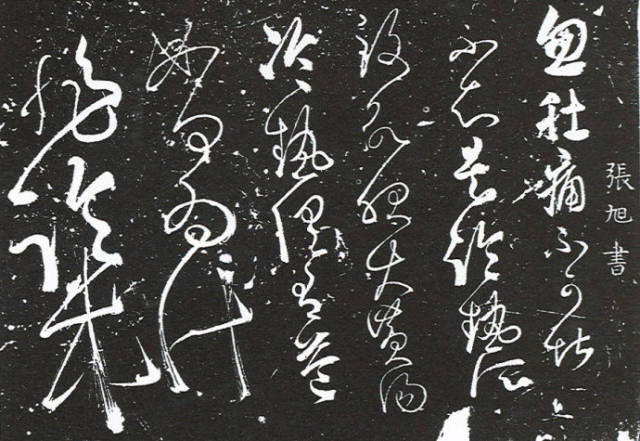 張旭書
忽肚痛不可堪
不知是冷熱所
致欲服大黃湯
冷熱俱有益
如何為計
非臨床